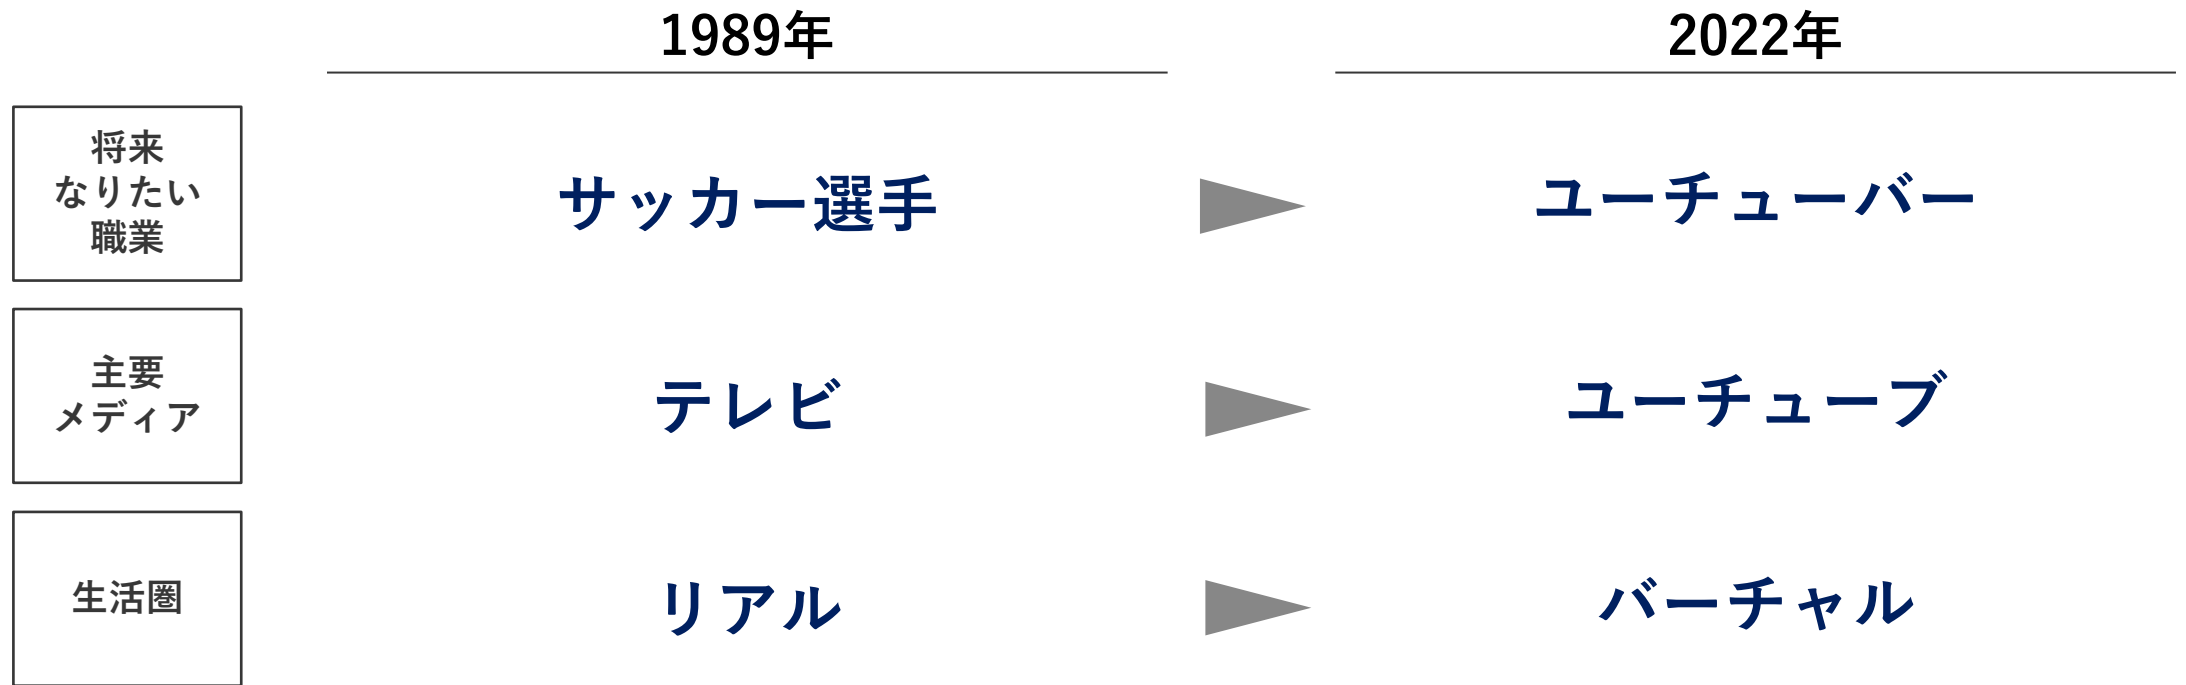 1989年
2022年
将来
なりたい
職業
サッカー選手
ユーチューバー
主要
メディア
テレビ
ユーチューブ
生活圏
リアル
バーチャル